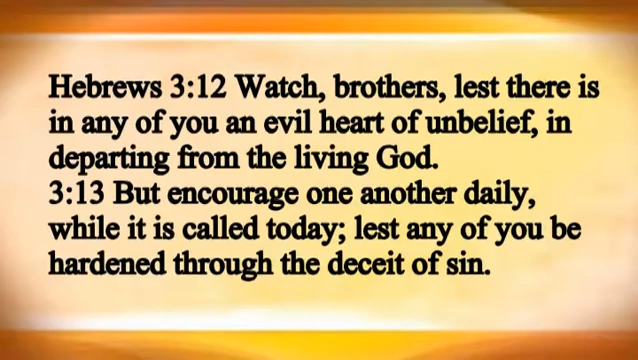 Hebrews 3:12 Watch, brothers, lest there is
in any of you an evil heart of unbelief, in
departing from the living God.
3:13 But encourage one another daily,
while it is called today; lest any of you be
hardened through the deceit of sin.